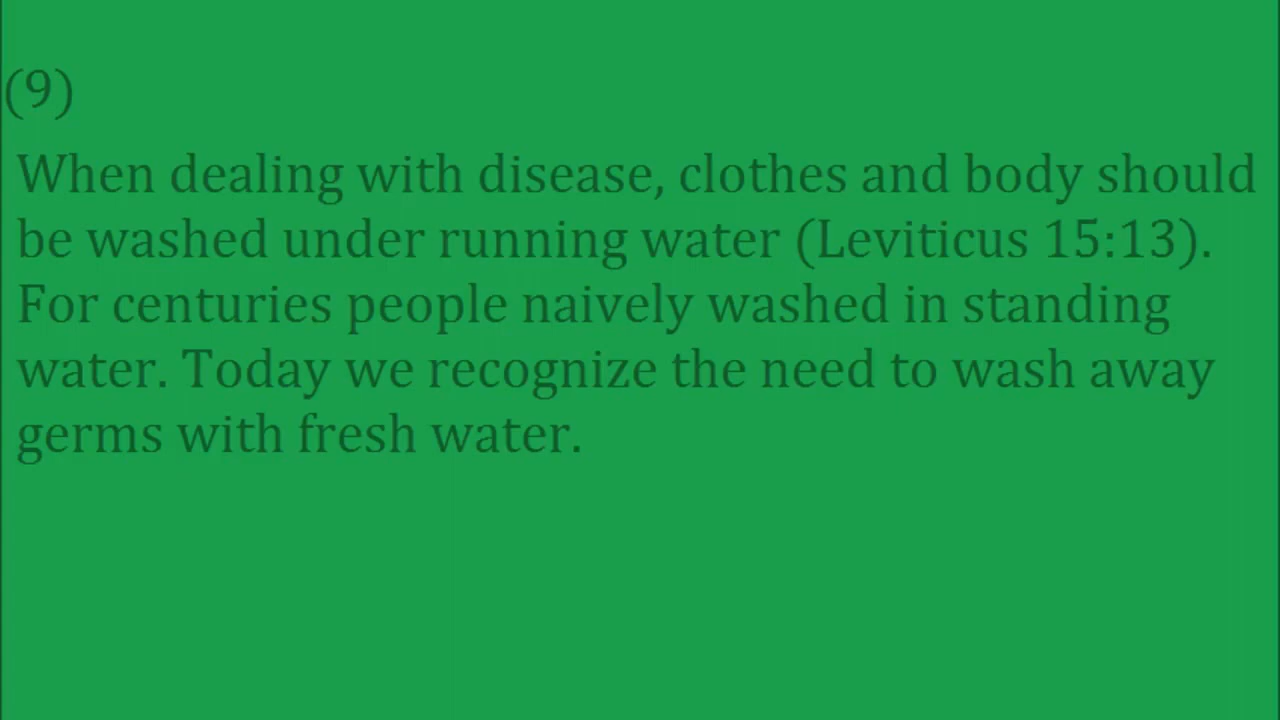 (9)
When dealing with disease, clothes and body should
be washed under running water (Leviticus 15:13).
For centuries people naively washed in standing
water. Today we recognize the need to wash away
germs with fresh water.